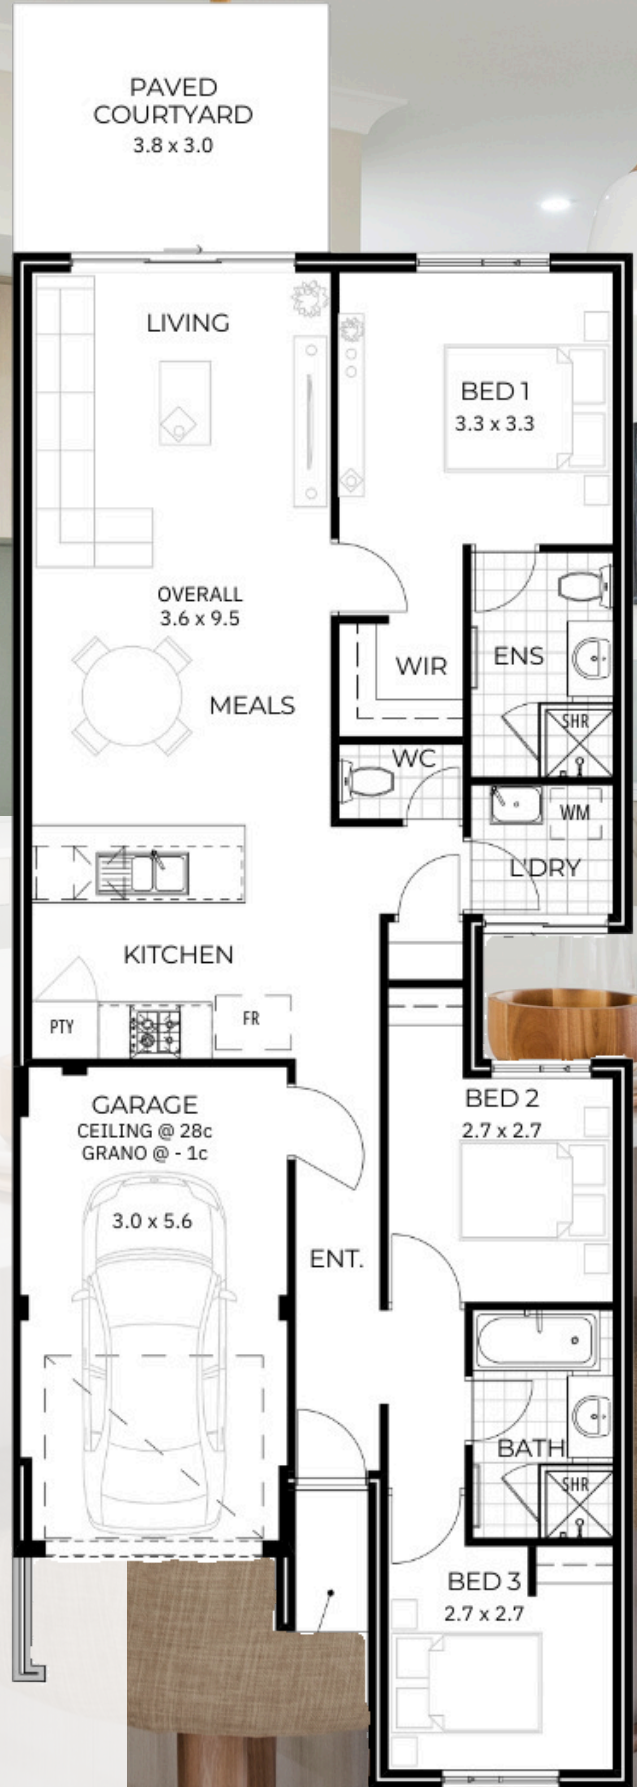 PAVED
COURTYARD
3.8 x 3.0
LIVING
BED 1
3.3 x 3.3
OVERALL
3.6 x 9.5
WIR
ENS
MEALS
SHR
WC
WM
L'DRY
KITCHEN
PTY
FR
GARAGE
CEILING @ 28c
GRANO @ - 1c
3.0 x 5.6
BED 2
2.7 x 2.7
ENT.
BATH
SHR
BED 3
2.7 x 2.7